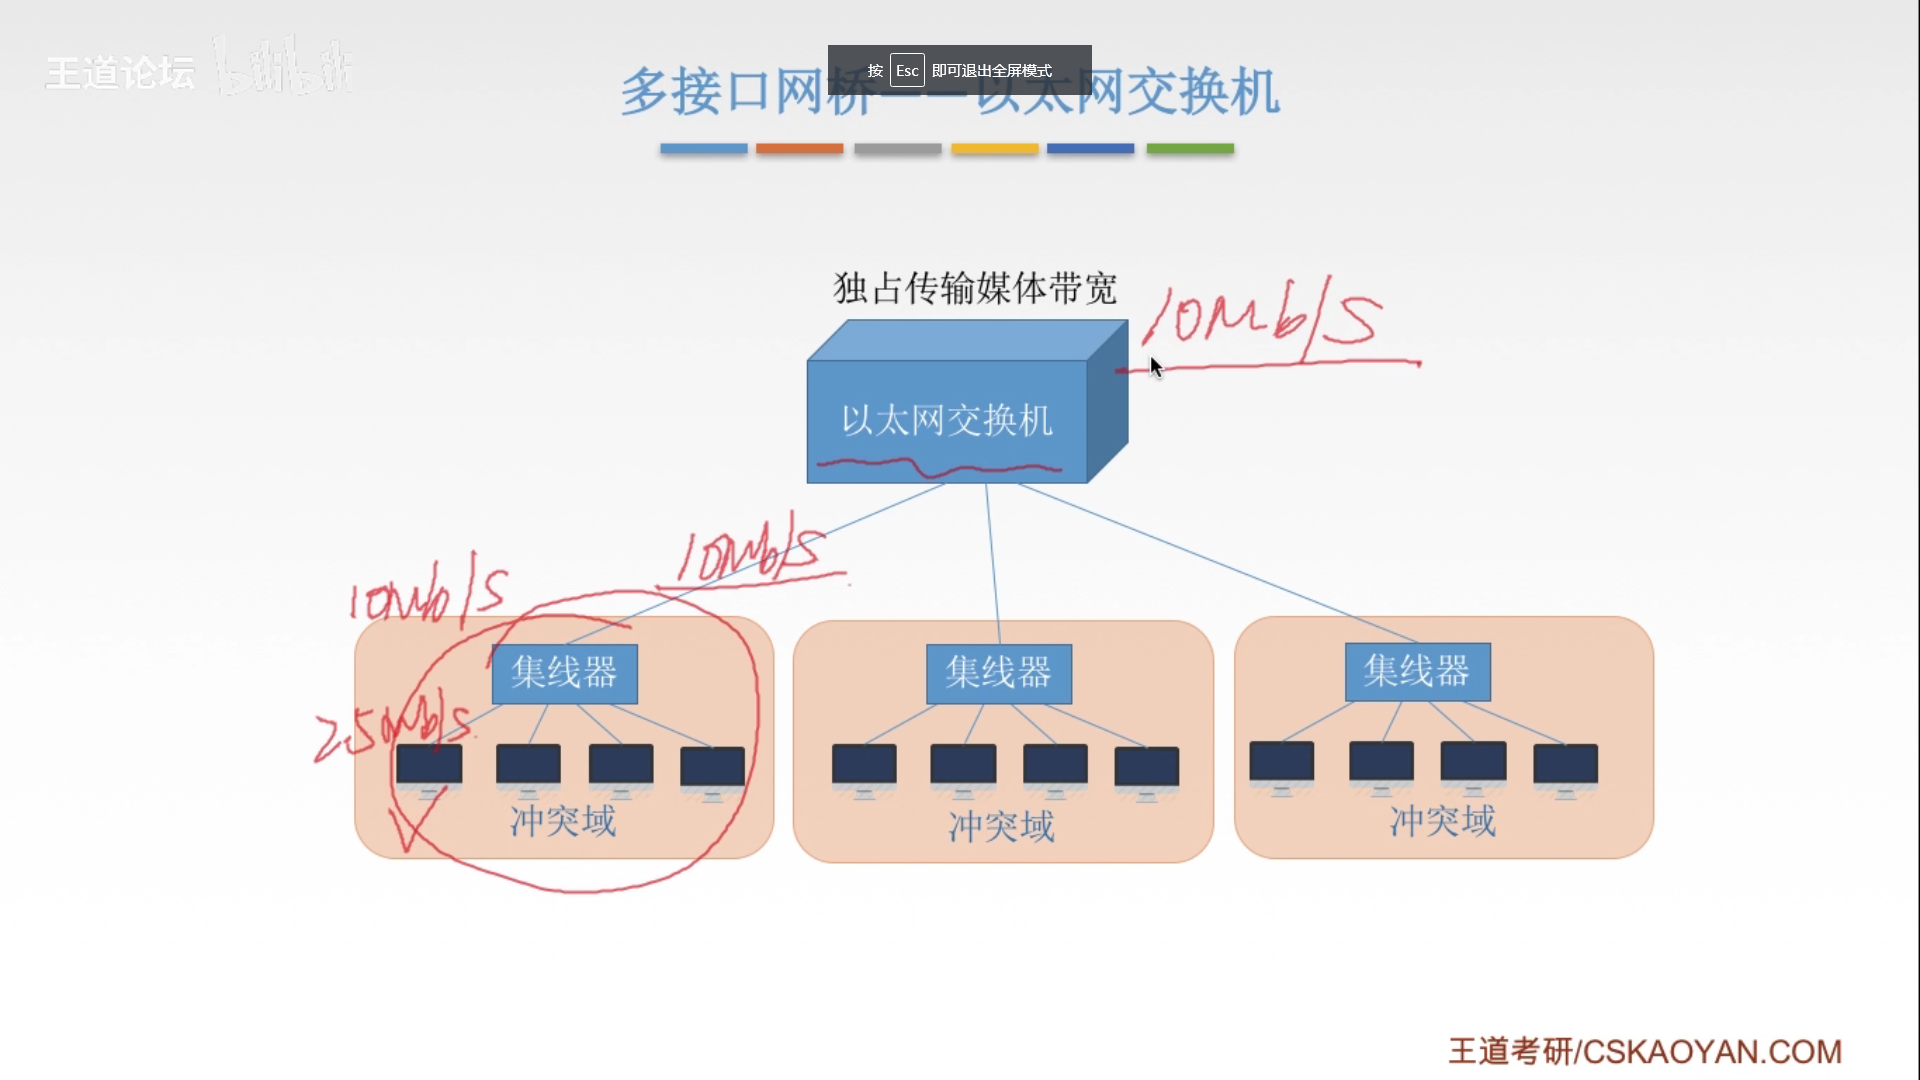 王道论坛 bilibili
按 Esc 即可退出全屏模式
多接口网桥——以太网交换机
独占传输媒体带宽
10Mb/s
以太网交换机
10Mb/s
10Mb/s
集线器
集线器
集线器
2.5Mb/s
冲突域
冲突域
冲突域
王道考研/CSKAOYAN.COM